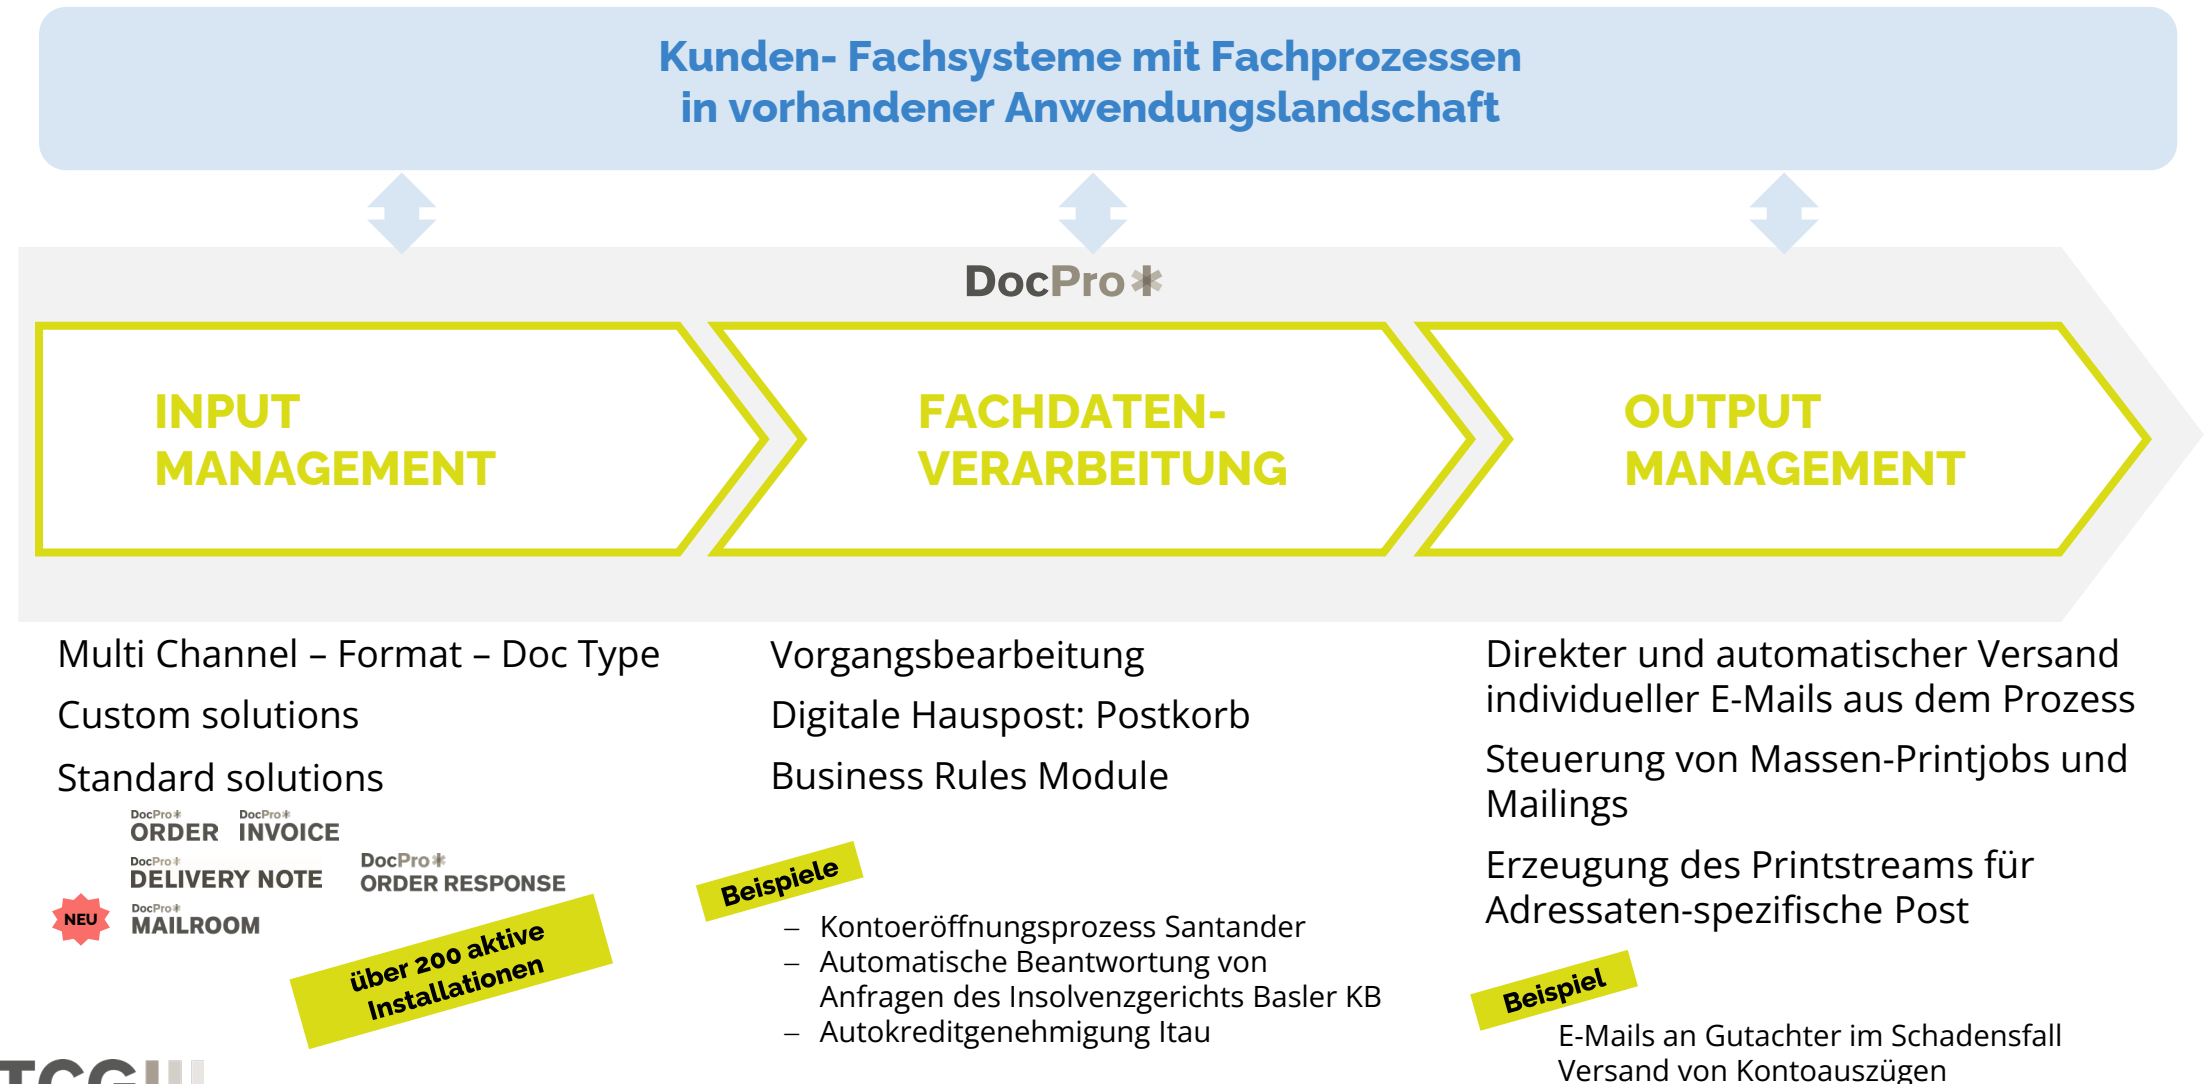 Kunden- Fachsysteme mit Fachprozessen
in vorhandener Anwendungslandschaft
DocPro*
INPUT
MANAGEMENT
FACHDATEN-
VERARBEITUNG
OUTPUT
MANAGEMENT
Multi Channel – Format – Doc Type
Custom solutions
Standard solutions
DocPro*
ORDER
DocPro*
INVOICE
DocPro*
DELIVERY NOTE
DocPro*
ORDER RESPONSE
NEU
DocPro*
MAILROOM
über 200 aktive
Installationen
Vorgangsbearbeitung
Digitale Hauspost: Postkorb
Business Rules Module
Beispiele
– Kontoeröffnungsprozess Santander
– Automatische Beantwortung von
Anfragen des Insolvenzgerichts Basler KB
– Autokreditgenehmigung Itau
Direkter und automatischer Versand
individueller E-Mails aus dem Prozess
Steuerung von Massen-Printjobs und
Mailings
Erzeugung des Printstreams für
Adressaten-spezifische Post
Beispiel
E-Mails an Gutachter im Schadensfall
Versand von Kontoauszügen
TCG